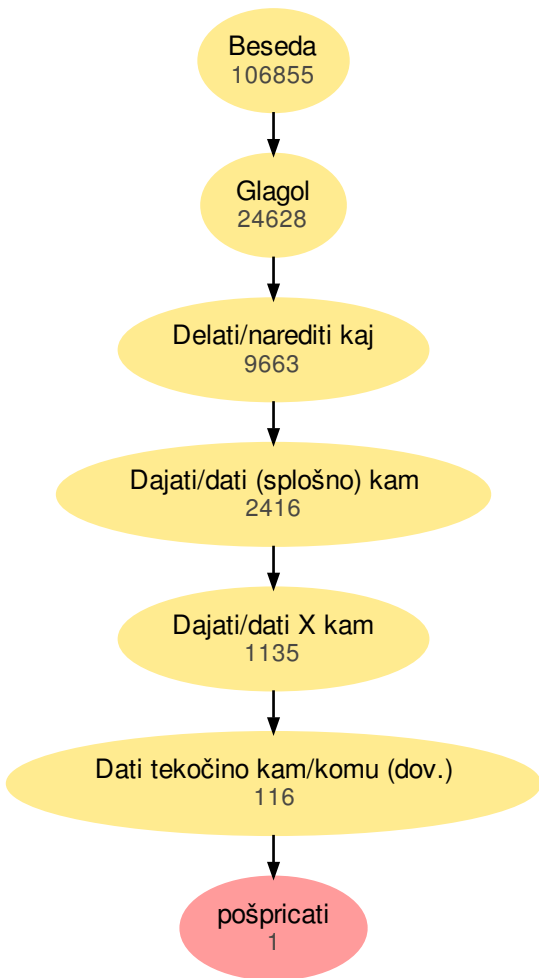 Beseda
106855
Glagol
24628
Delati/narediti kaj
9663
Dajati/dati (splošno) kam
2416
Dajati/dati X kam
1135
Dati tekočino kam/komu (dov.)
116
pošpricati
1